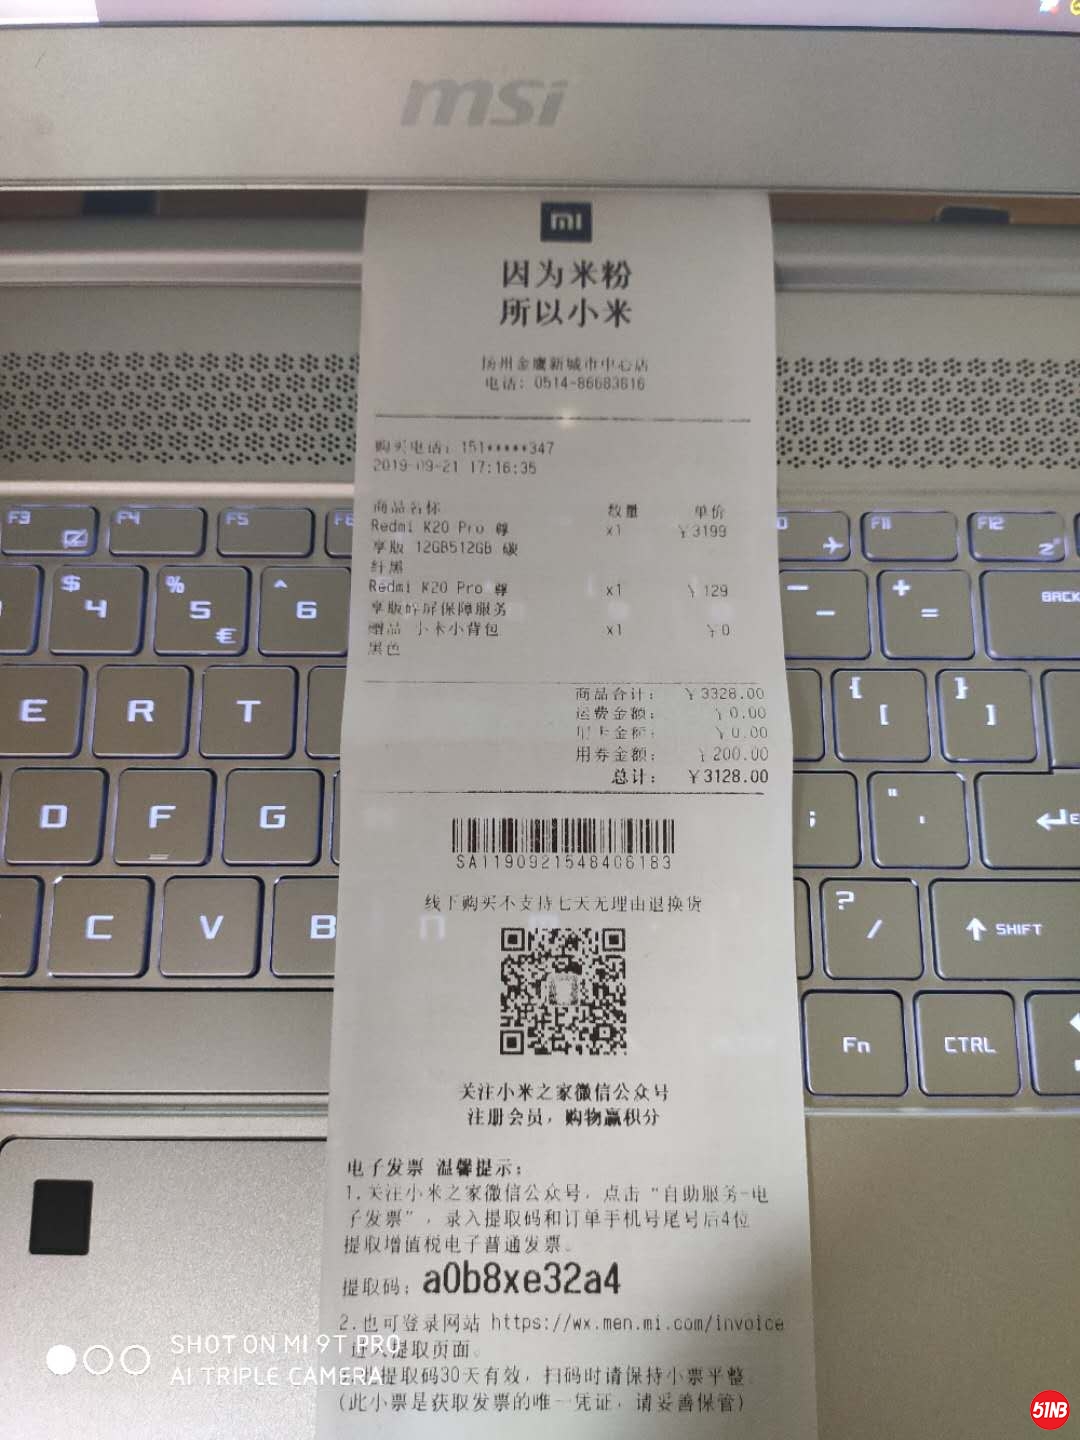 msi
mi
因为米粉
所以小米
扬州金鹰新城市中心店
电话: 0514-86683616
购买电话: 151*****347
2019-09-21 17:16:35
商品名称 数量 单价
Redmi K20 Pro 尊 x1 ¥3199
享版 12GB512GB 碳
纤黑
Redmi K20 Pro 尊 x1 ¥129
享版碎屏保障服务
赠品 小米小背包 x1 ¥0
黑色
商品合计: ¥3328.00
运费金额: ¥0.00
金额: ¥0.00
用券金额: ¥200.00
总计: ¥3128.00
SA1190921548406183
线下购买不支持七天无理由退换货
关注小米之家微信公众号
注册会员，购物赢积分
电子发票 温馨提示:
1.关注小米之家微信公众号，点击“自助服务-电
子发票”，录入提取码和订单手机号尾号后4位
提取增值税电子普通发票。
提取码: a0b8xe32a4
2.也可登录网站 https://wx.men.mi.com/invoice
进入提取页面。
提取码30天有效，扫码时请保持小票平整。
(此小票是获取发票的唯一凭证，请妥善保管)
F3 F4 F5 F6 F11 F12
$ 4 % 5 € ^ 6 - + = BACK
E R T { [ } ]
D F G ; " ' E
C V B ? / SHIFT
Fn CTRL
SHOT ON MI 9T PRO
AI TRIPLE CAMERA
51NB